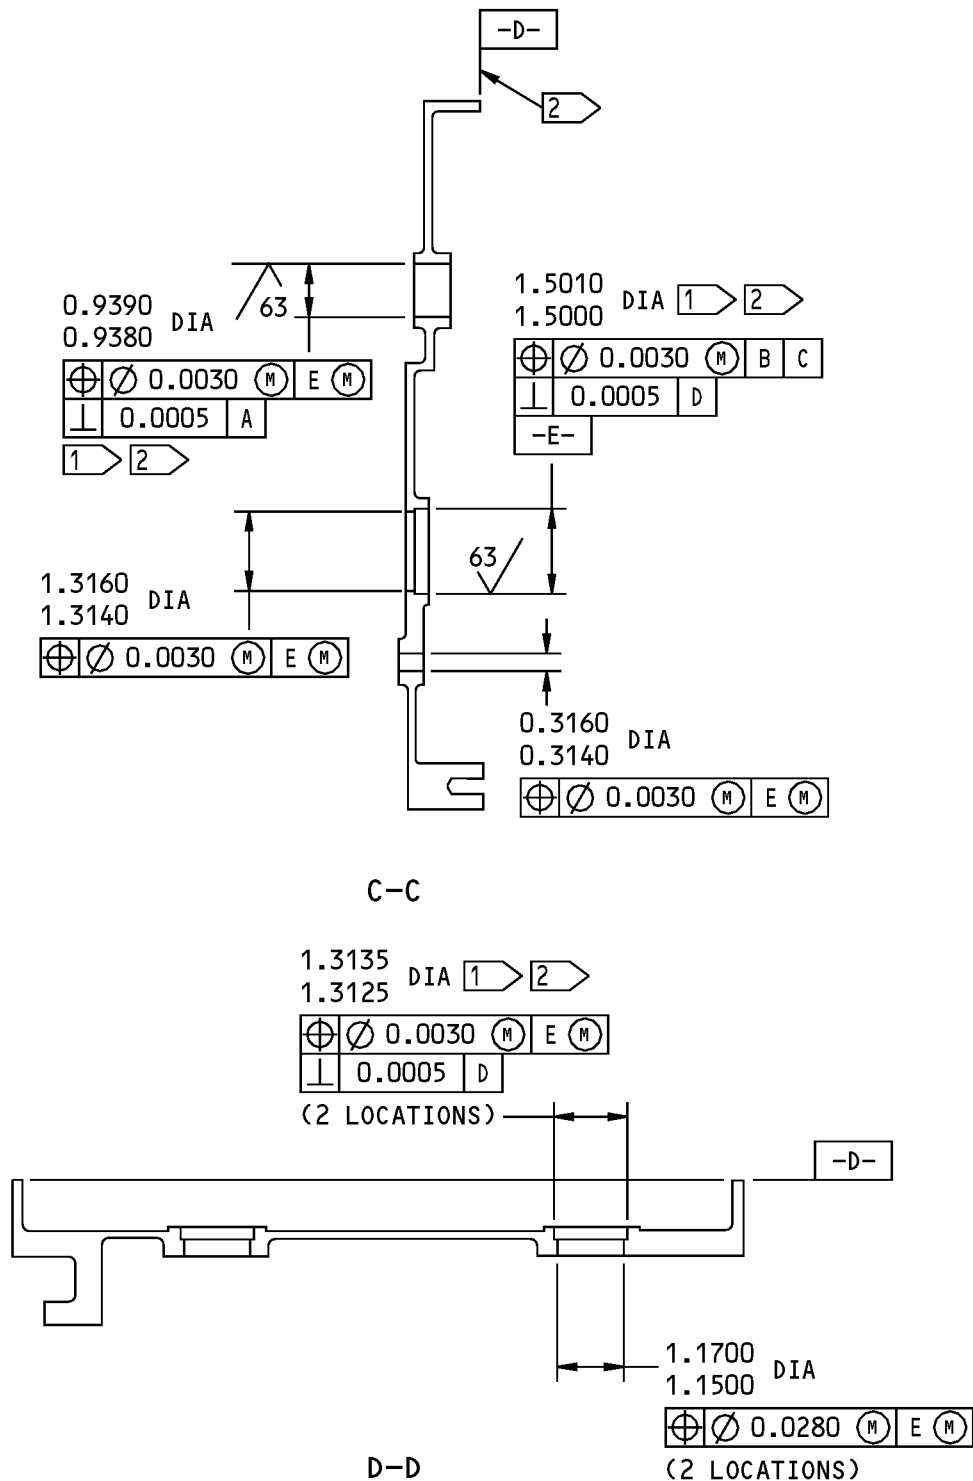 -D-
2
0.9390
0.9380
DIA
63
⌖ ⌀ 0.0030 Ⓜ E Ⓜ
⊥ 0.0005 A
1 2
1.5010
1.5000
DIA 1 2
⌖ ⌀ 0.0030 Ⓜ B C
⊥ 0.0005 D
-E-
63
1.3160
1.3140
DIA
⌖ ⌀ 0.0030 Ⓜ E Ⓜ
0.3160
0.3140
DIA
⌖ ⌀ 0.0030 Ⓜ E Ⓜ
C-C
1.3135
1.3125
DIA 1 2
⌖ ⌀ 0.0030 Ⓜ E Ⓜ
⊥ 0.0005 D
(2 LOCATIONS)
-D-
1.1700
1.1500
DIA
⌖ ⌀ 0.0280 Ⓜ E Ⓜ
(2 LOCATIONS)
D-D